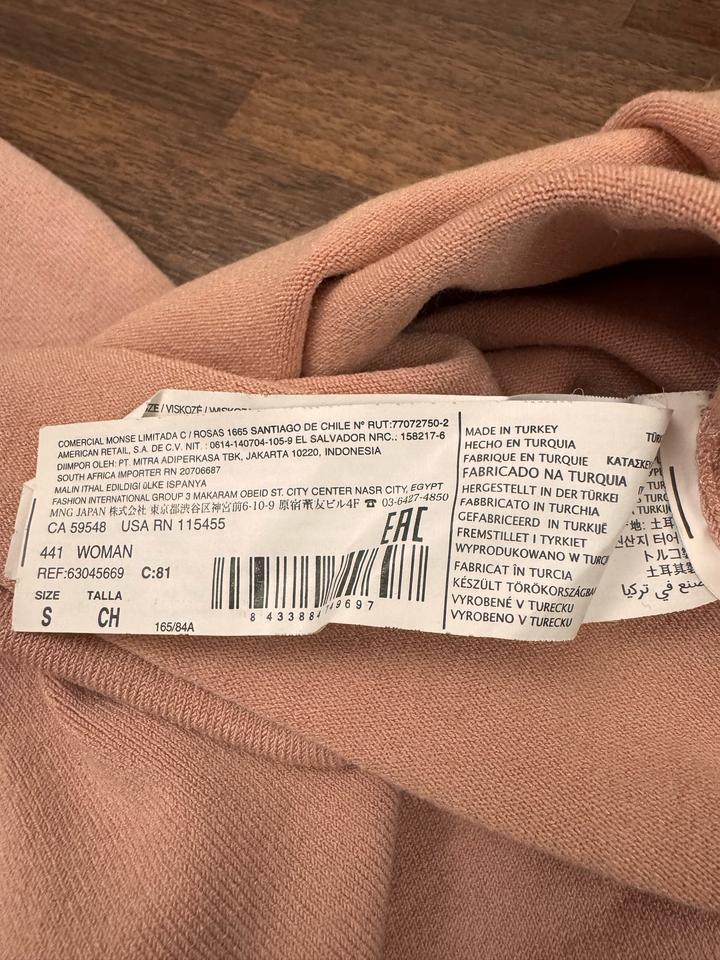 COMERCIAL MONSE LIMITADA C / ROSAS 1665 SANTIAGO DE CHILE Nº RUT:77072750-2
AMERICAN RETAIL, S.A. DE C.V. NIT. : 0614-140704-105-9 EL SALVADOR NRC.. 158217-6
DIIMPOR OLEH: PT. MITRA ADIPERKASA TBK, JAKARTA 10220, INDONESIA
SOUTH AFRICA IMPORTER RN 20706687
MALIN ITHAL EDILDIGI üLKE ISPANYA
FASHION INTERNATIONAL GROUP 3 MAKARAM OBEID ST. CITY CENTER NASR CITY, EGYPT
MNG JAPAN 株式会社 東京都渋谷区神宮前6-10-9 原宿董友ビル4F ☎ 03-6427-4850
CA 59548 USA RN 115455
EAC
441 WOMAN
REF:63045669 C:81
SIZE TALLA
S CH
165/84A
MADE IN TURKEY
HECHO EN TURQUIA
FABRIQUE EN TURQUIE
FABRICADO NA TURQUIA
HERGESTELLT IN DER TÜRKEI
FABBRICATO IN TURCHIA
GEFABRICEERD IN TURKIJE
FREMSTILLET I TYRKIET
WYPRODUKOWANO W
FABRICAT ÎN TURCIA
KÉSZÜLT
VYROBENÉ V TURECKU
VYROBENO V TURECKU
トルコ
土耳其
صنع في تركيا